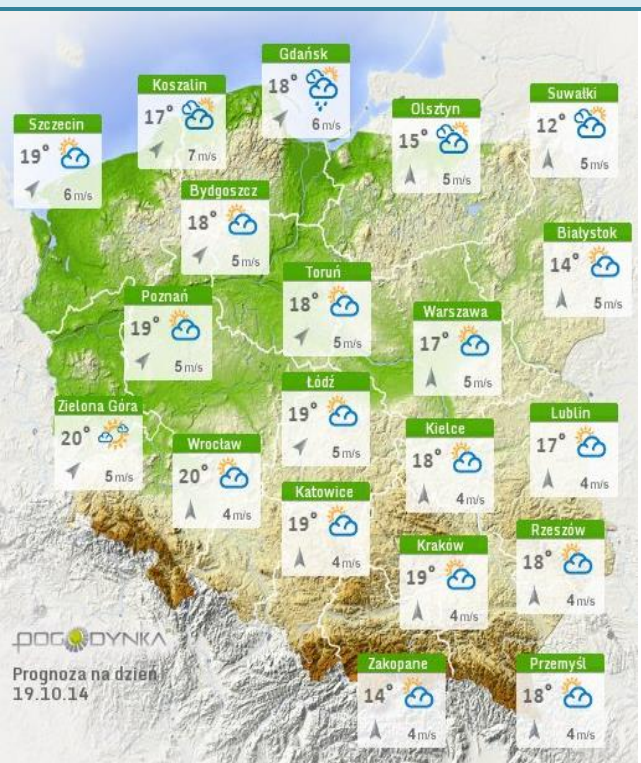 Gdańsk
18°
6 m/s
Koszalin
17°
7 m/s
Suwałki
12°
5 m/s
Olsztyn
15°
5 m/s
Szczecin
19°
6 m/s
Bydgoszcz
18°
5 m/s
Białystok
14°
5 m/s
Toruń
18°
5 m/s
Poznań
19°
5 m/s
Warszawa
17°
5 m/s
Łódź
19°
5 m/s
Zielona Góra
20°
5 m/s
Lublin
17°
4 m/s
Kielce
18°
4 m/s
Wrocław
20°
4 m/s
Katowice
19°
4 m/s
Rzeszów
18°
4 m/s
Kraków
19°
4 m/s
POGODYNKA
Prognoza na dzień
19.10.14
Zakopane
14°
4 m/s
Przemyśl
18°
4 m/s